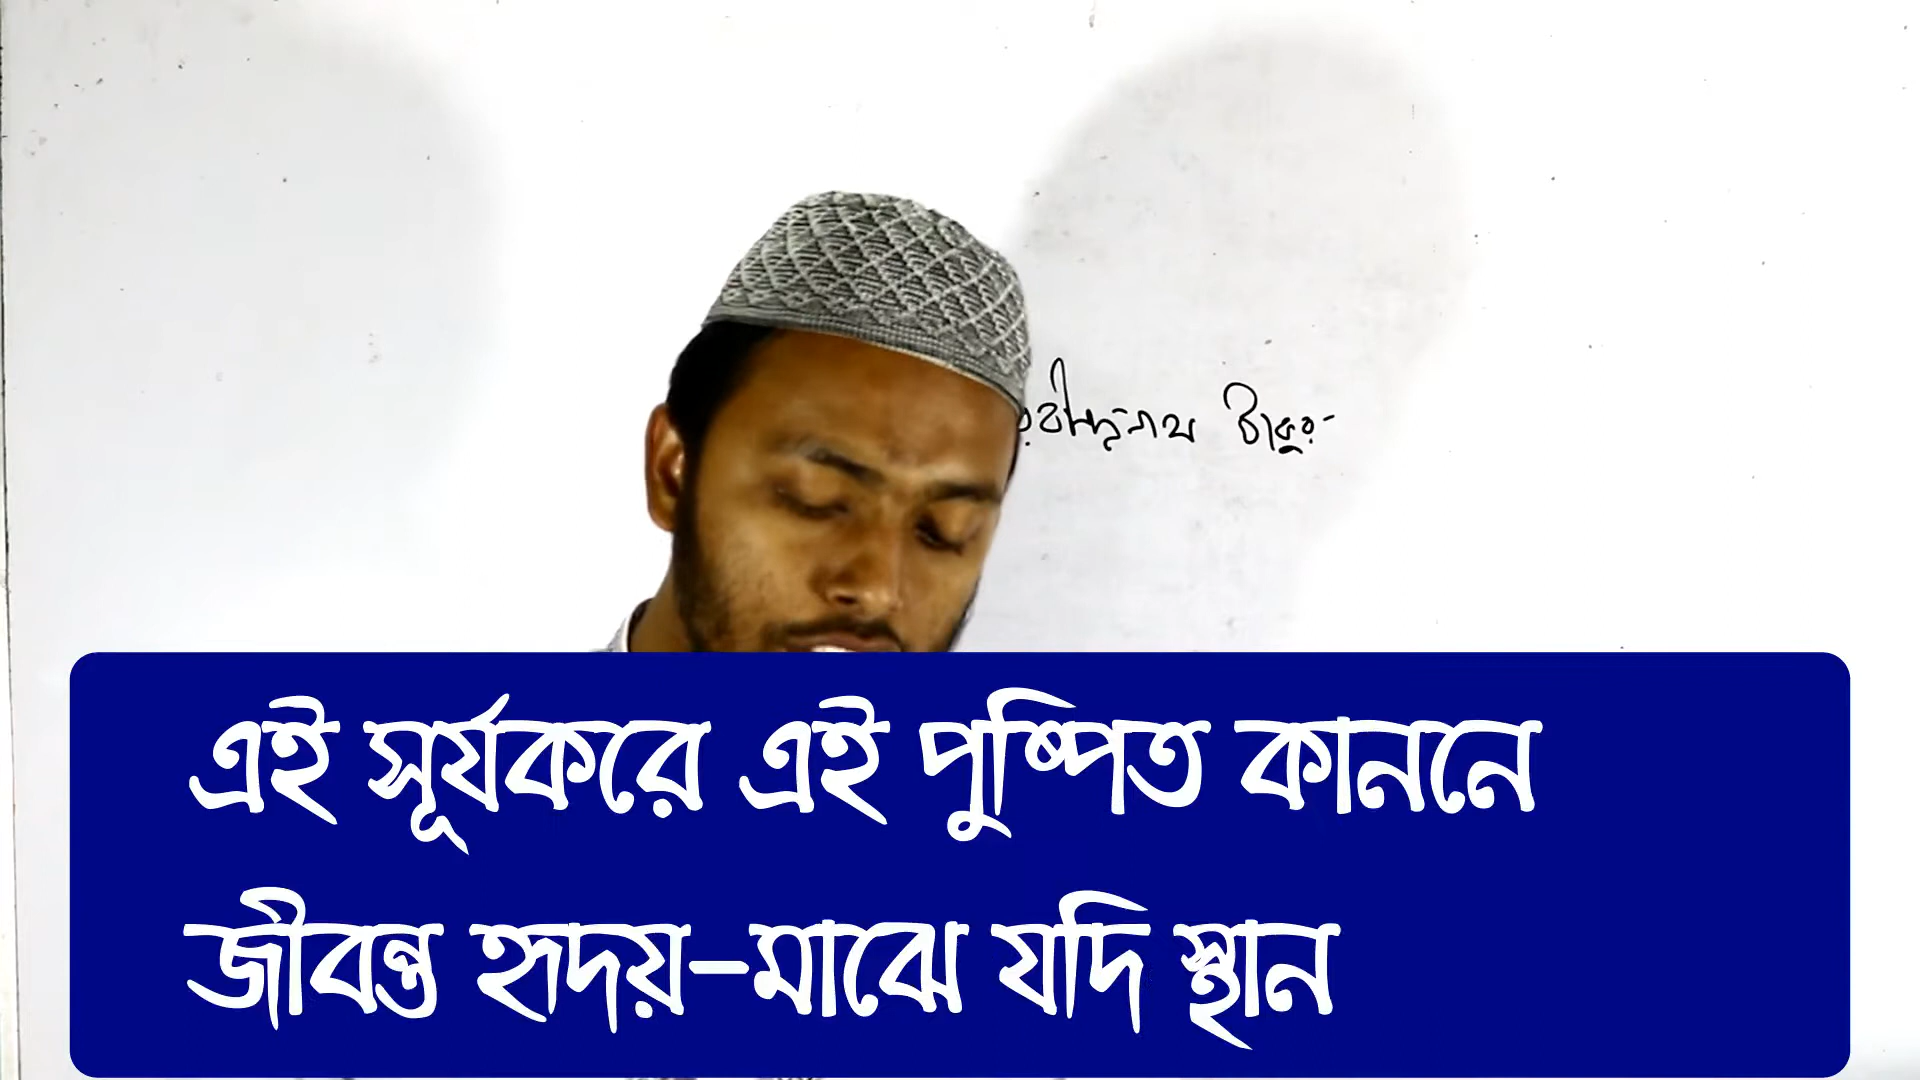 রবীন্দ্রনাথ ঠাকুর
এই সূর্যকরে এই পুষ্পিত কাননে
জীবন্ত হৃদয়-মাঝে যদি স্থান